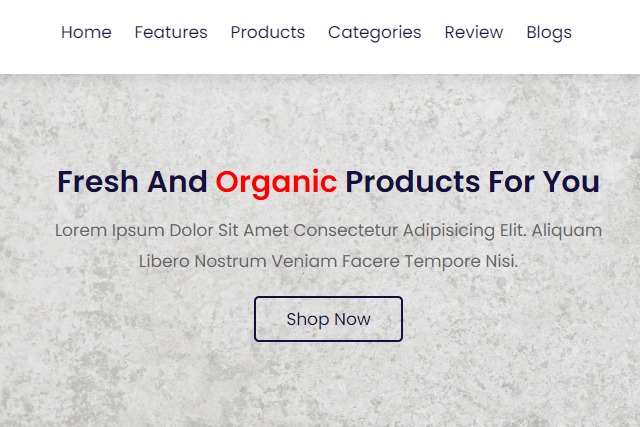 Home Features Products Categories Review Blogs
Fresh And Organic Products For You
Lorem Ipsum Dolor Sit Amet Consectetur Adipisicing Elit. Aliquam
Libero Nostrum Veniam Facere Tempore Nisi.
Shop Now